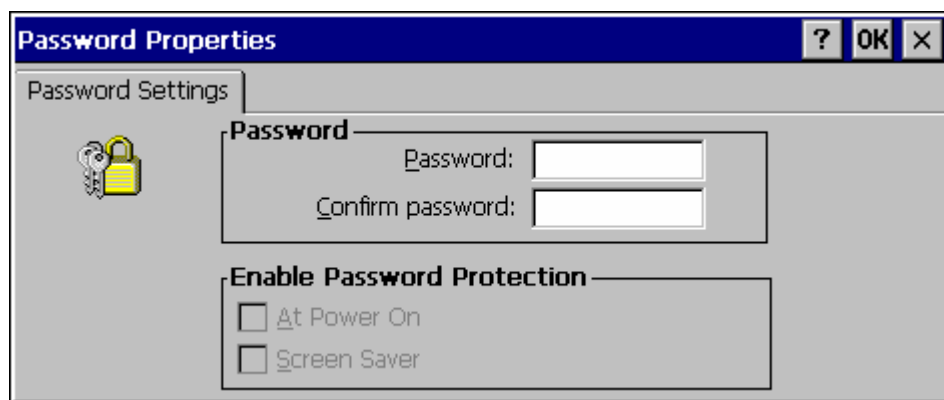 Password Properties ? OK ×
Password Settings
Password
Password:
Confirm password:
Enable Password Protection
At Power On
Screen Saver